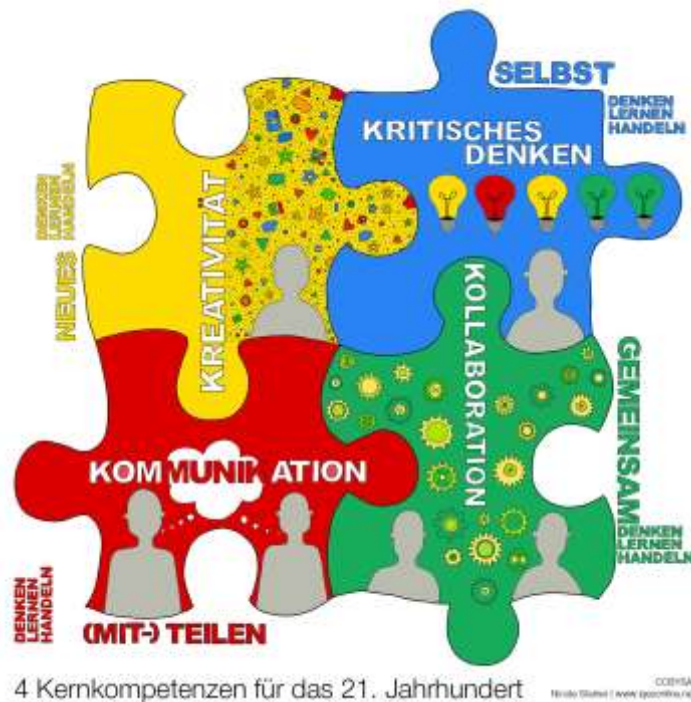 SELBST
DENKEN
LERNEN
HANDELN
KRITISCHES
DENKEN
NEUES
DENKEN
LERNEN
HANDELN
KREATIVITÄT
KOLLABORATION
GEMEINSAM
DENKEN
LERNEN
HANDELN
KOMMUNIKATION
DENKEN
LERNEN
HANDELN
(MIT-) TEILEN
4 Kernkompetenzen für das 21. Jahrhundert